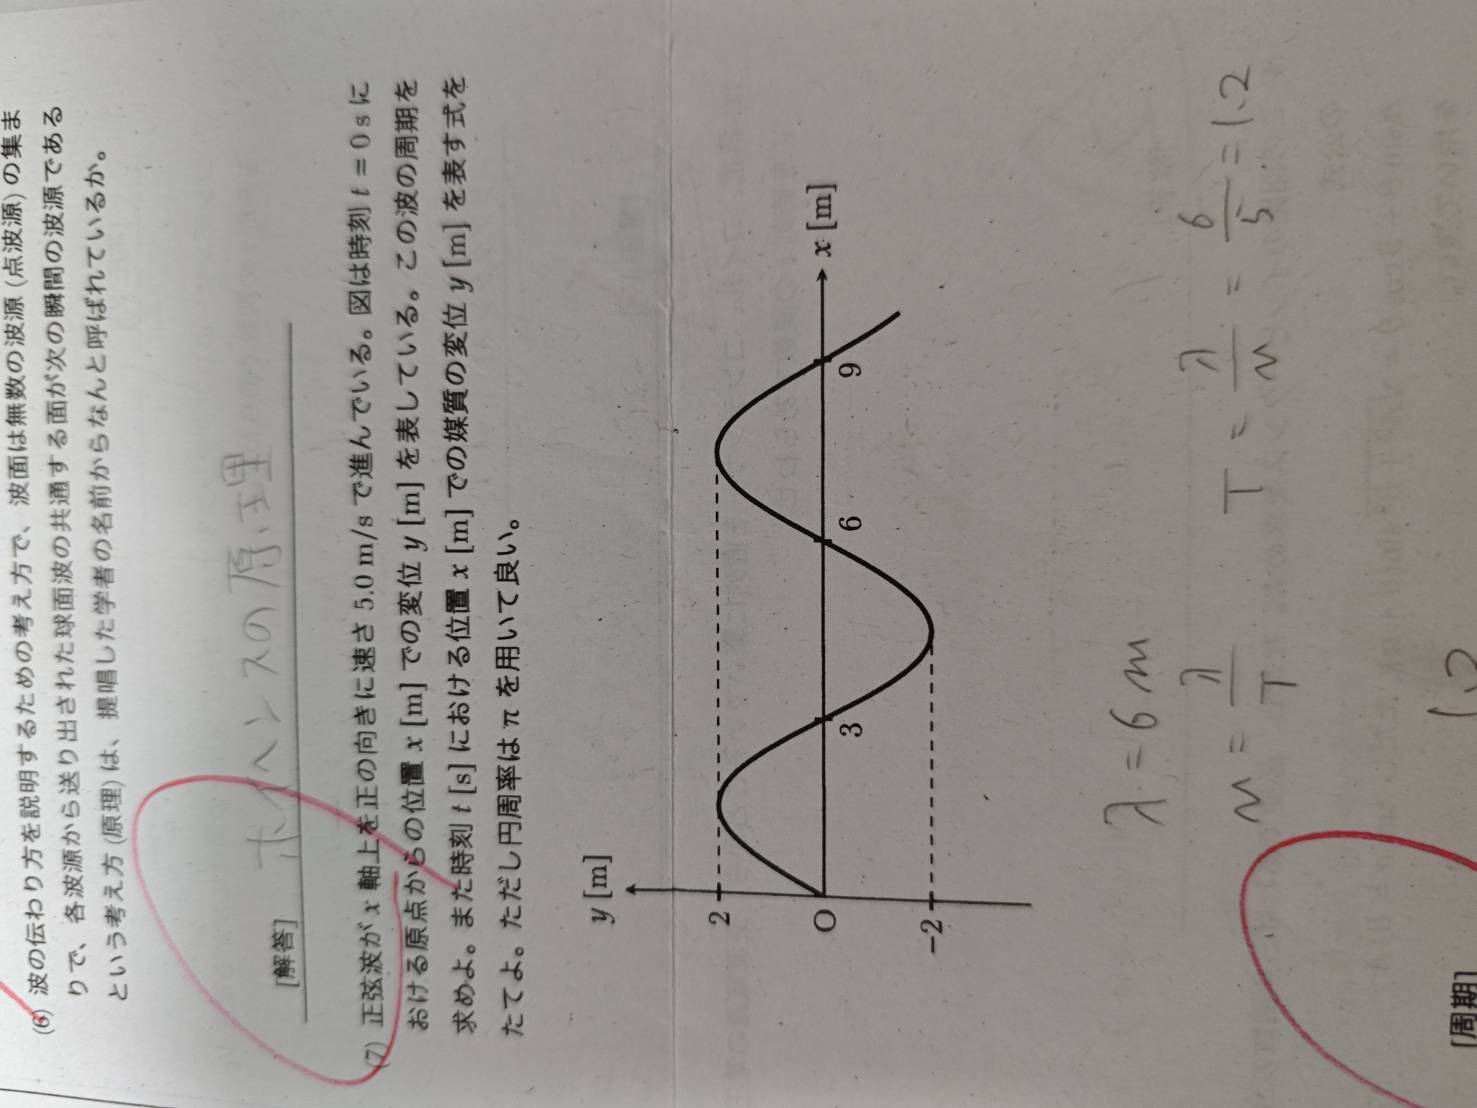 (6) 波の伝わり方を説明するための考え方で、波面は無数の波源 (点波源) の集ま
りで、各波源から送り出された球面波の共通する面が次の瞬間の波源である
という考え方 (原理) は、提唱した学者の名前からなんと呼ばれているか。
[解答] ホイヘンスの原理
(7) 正弦波が x 軸上を正の向きに速さ 5.0 m/s で進んでいる。図は時刻 t = 0 s に
おける原点からの位置 x [m] での変位 y [m] を表している。この波の周期を
求めよ。また時刻 t [s] における位置 x [m] での媒質の変位 y [m] を表す式を
たてよ。ただし円周率は π を用いて良い。
y [m]
2
O
3
6
9
x [m]
−2
λ = 6 m
v = λ/T T = λ/v = 6/5 = 1.2
[周期] 1.2